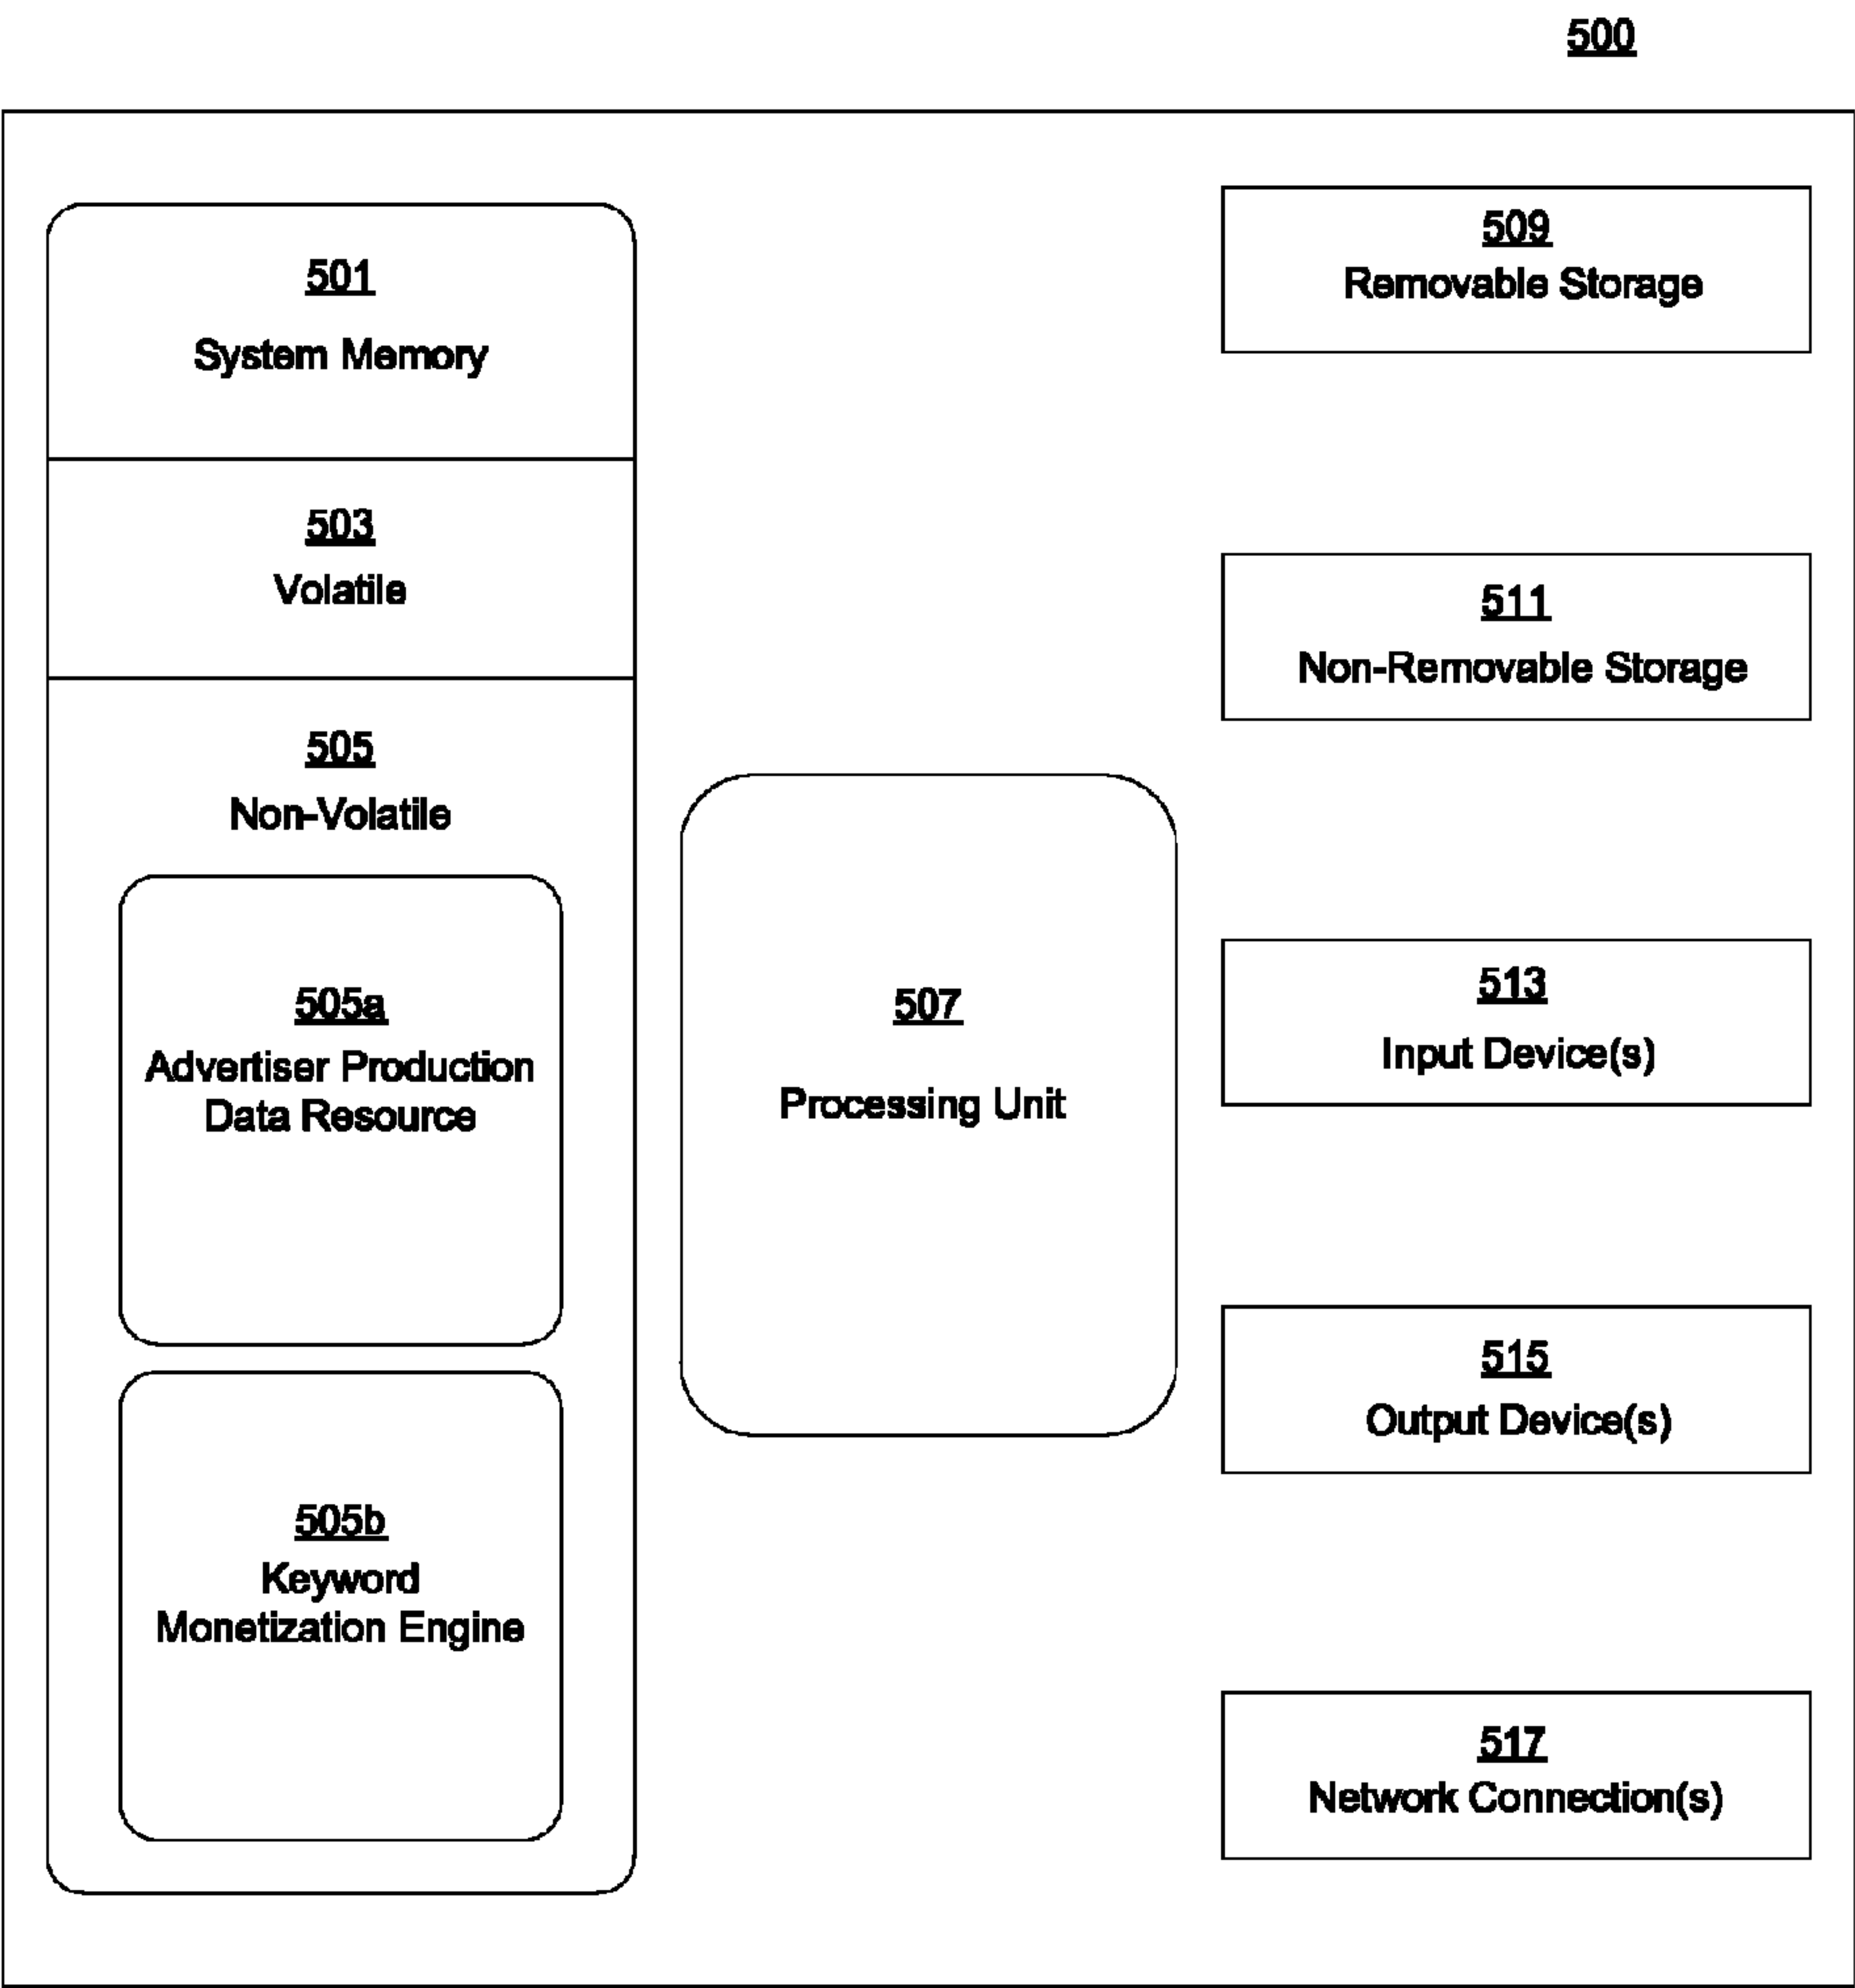 500
501
System Memory
503
Volatile
505
Non-Volatile
505a
Advertiser Production
Data Resource
505b
Keyword
Monetization Engine
507
Processing Unit
509
Removable Storage
511
Non-Removable Storage
513
Input Device(s)
515
Output Device(s)
517
Network Connection(s)